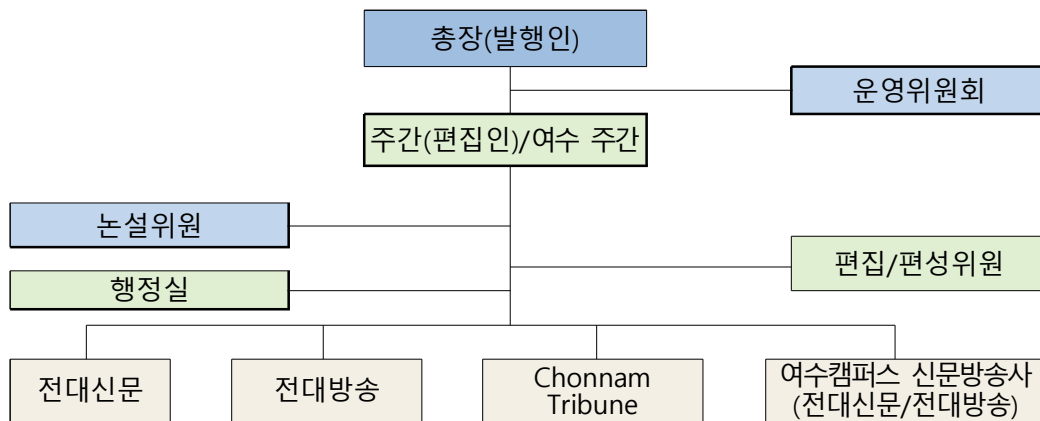 총장(발행인)
운영위원회
주간(편집인)/여수 주간
논설위원
편집/편성위원
행정실
전대신문
전대방송
Chonnam
Tribune
여수캠퍼스 신문방송사
(전대신문/전대방송)